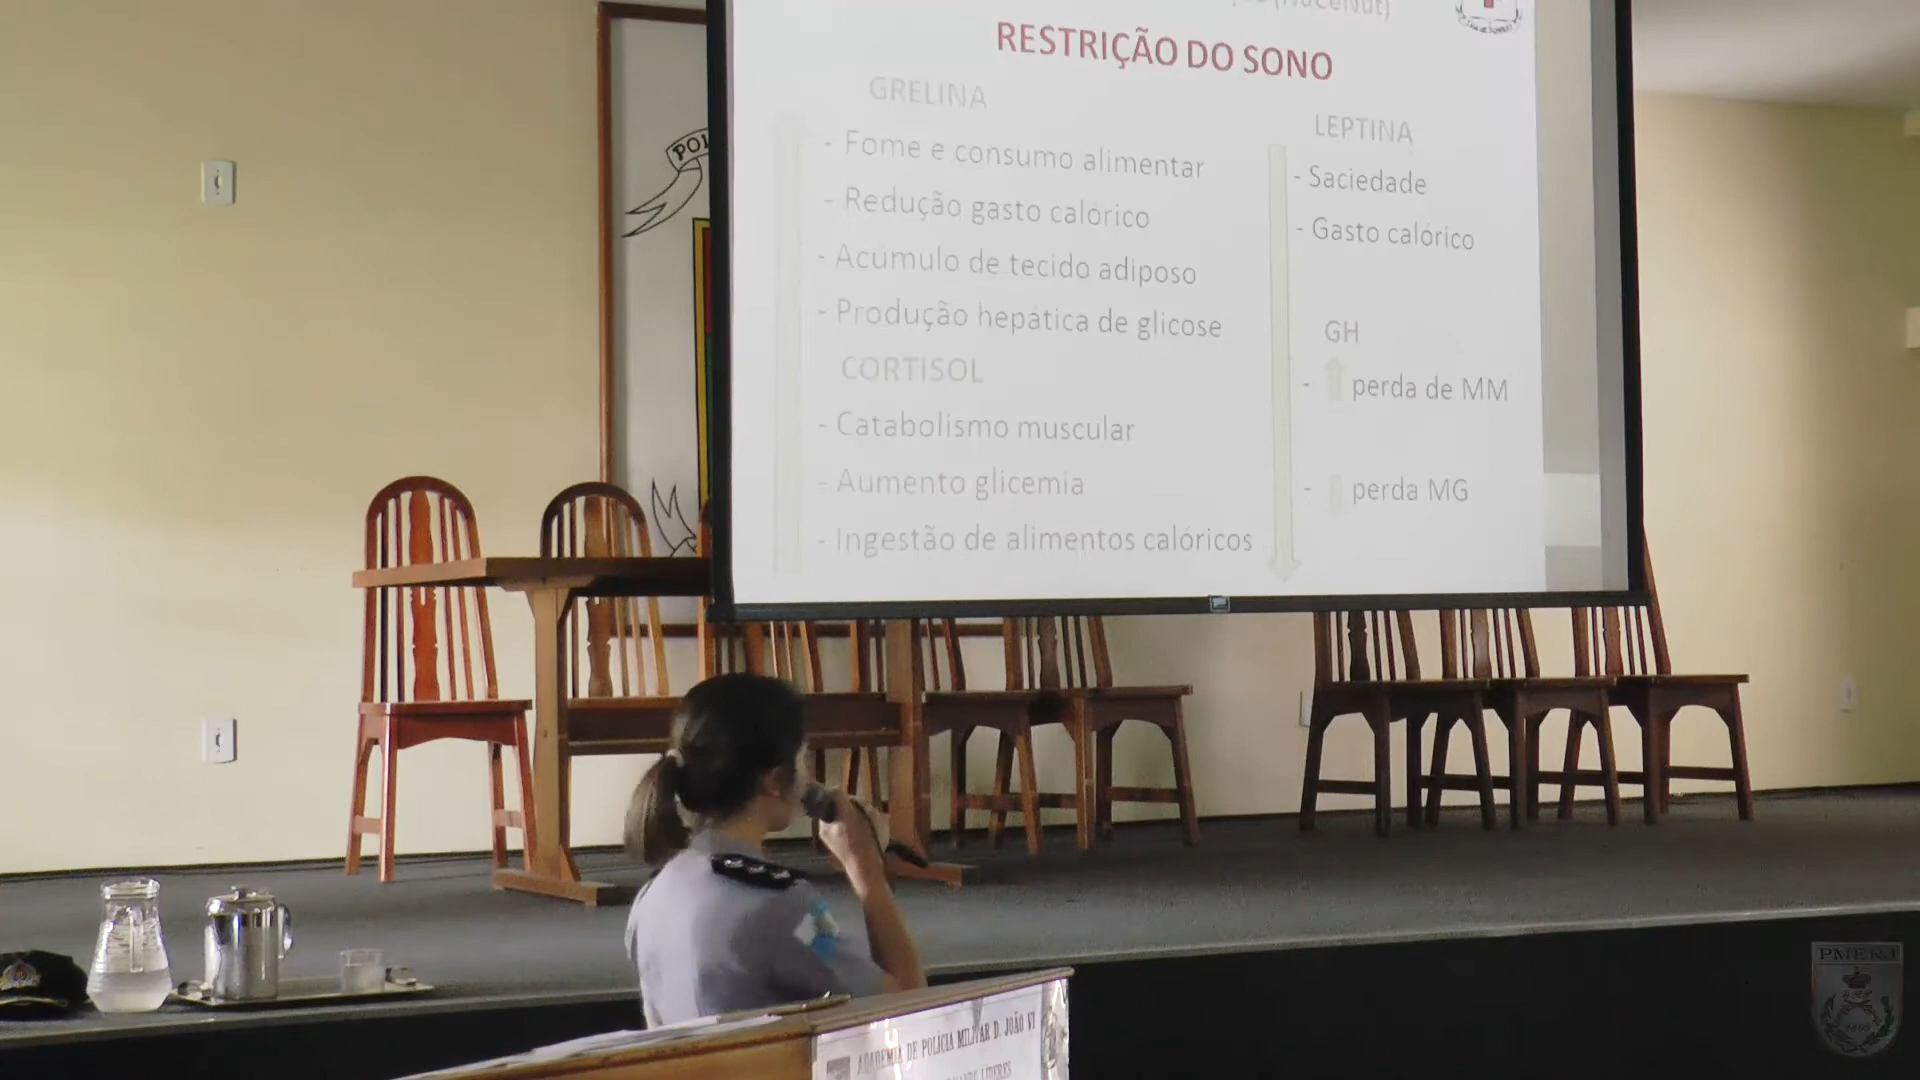 RESTRIÇÃO DO SONO
GRELINA
- Fome e consumo alimentar
- Redução gasto calórico
- Acúmulo de tecido adiposo
- Produção hepática de glicose
CORTISOL
- Catabolismo muscular
- Aumento glicemia
- Ingestão de alimentos calóricos
LEPTINA
- Saciedade
- Gasto calórico
GH
- perda de MM
- perda MG
ACADEMIA DE POLÍCIA MILITAR D. JOÃO VI
LÍDERES
PMERJ